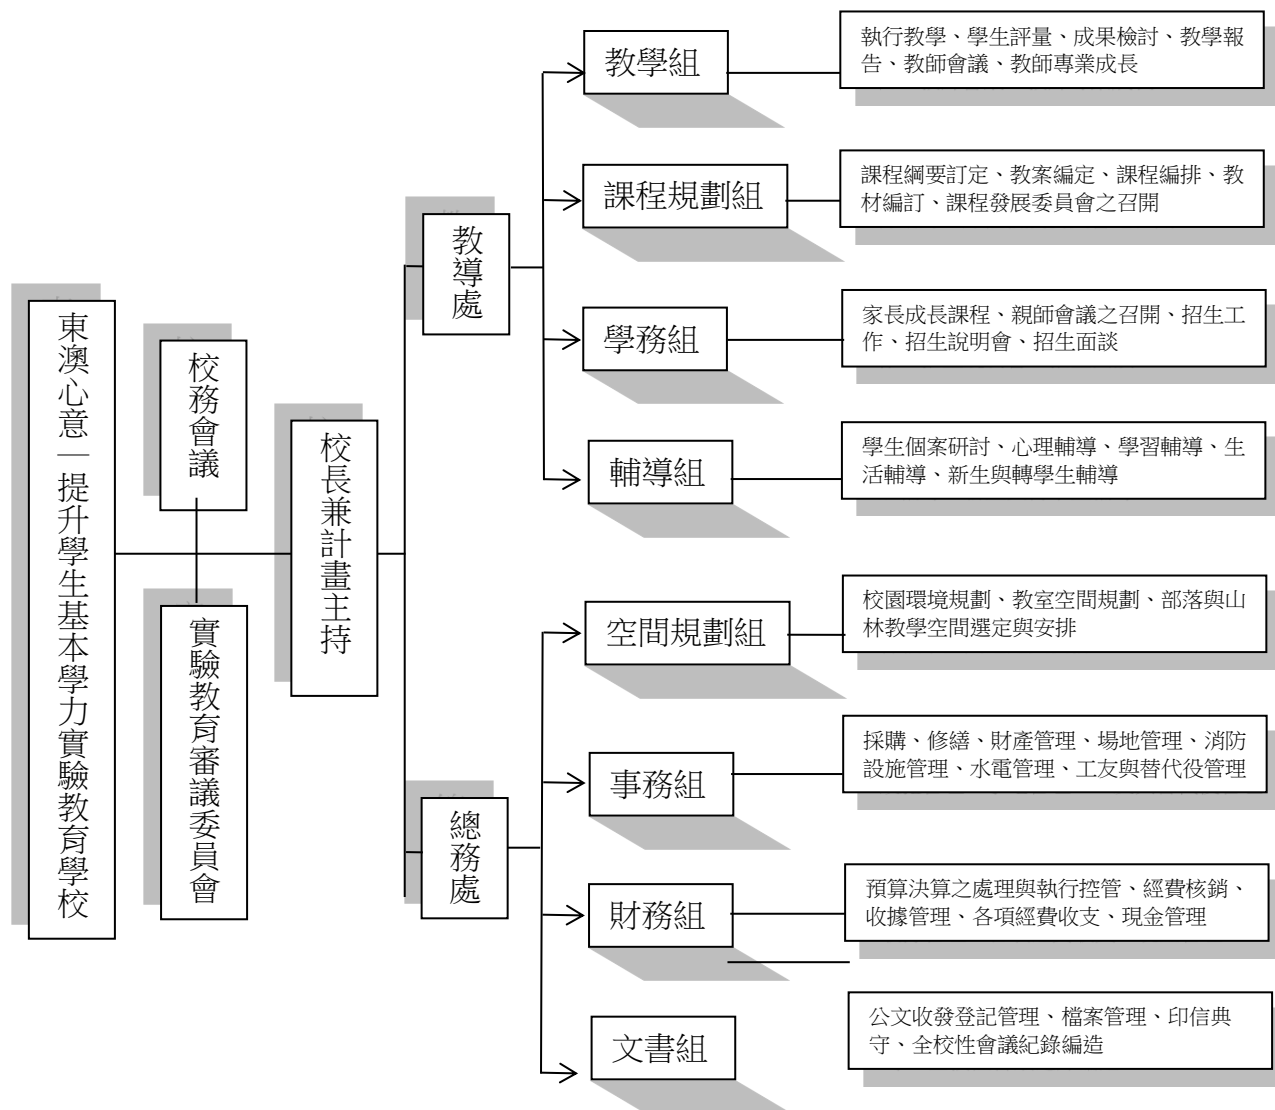 東澳心意｜提升學生基本學力實驗教育學校
校務會議
實驗教育審議委員會
校長兼計畫主持
教導處
教學組
執行教學、學生評量、成果檢討、教學報
告、教師會議、教師專業成長
課程規劃組
課程綱要訂定、教案編定、課程編排、教
材編訂、課程發展委員會之召開
學務組
家長成長課程、親師會議之召開、招生工
作、招生說明會、招生面談
輔導組
學生個案研討、心理輔導、學習輔導、生
活輔導、新生與轉學生輔導
總務處
空間規劃組
校園環境規劃、教室空間規劃、部落與山
林教學空間選定與安排
事務組
採購、修繕、財產管理、場地管理、消防
設施管理、水電管理、工友與替代役管理
財務組
預算決算之處理與執行控管、經費核銷、
收據管理、各項經費收支、現金管理
文書組
公文收發登記管理、檔案管理、印信典
守、全校性會議紀錄編造